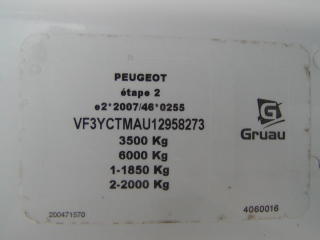 PEUGEOT
étape 2
e2*2007/46*0255
VF3YCTMAU12958273
3500 Kg
6000 Kg
1-1850 Kg
2-2000 Kg
G
Gruau
200471570
4060016